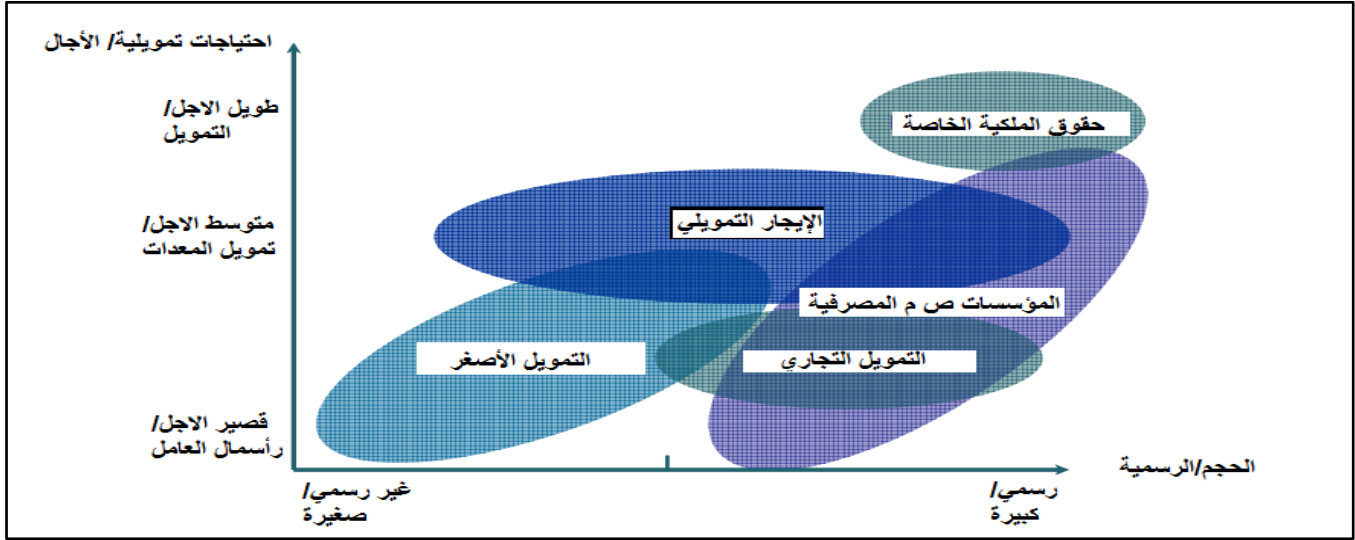 احتياجات تمويلية/ الأجال
طويل الاجل/
التمويل
حقوق الملكية الخاصة
متوسط الاجل/
تمويل المعدات
الإيجار التمويلي
المؤسسات ص م المصرفية
التمويل الأصغر
التمويل التجاري
قصير الاجل/
رأسمال العامل
الحجم/الرسمية
غير رسمي/
صغيرة
رسمي/
كبيرة